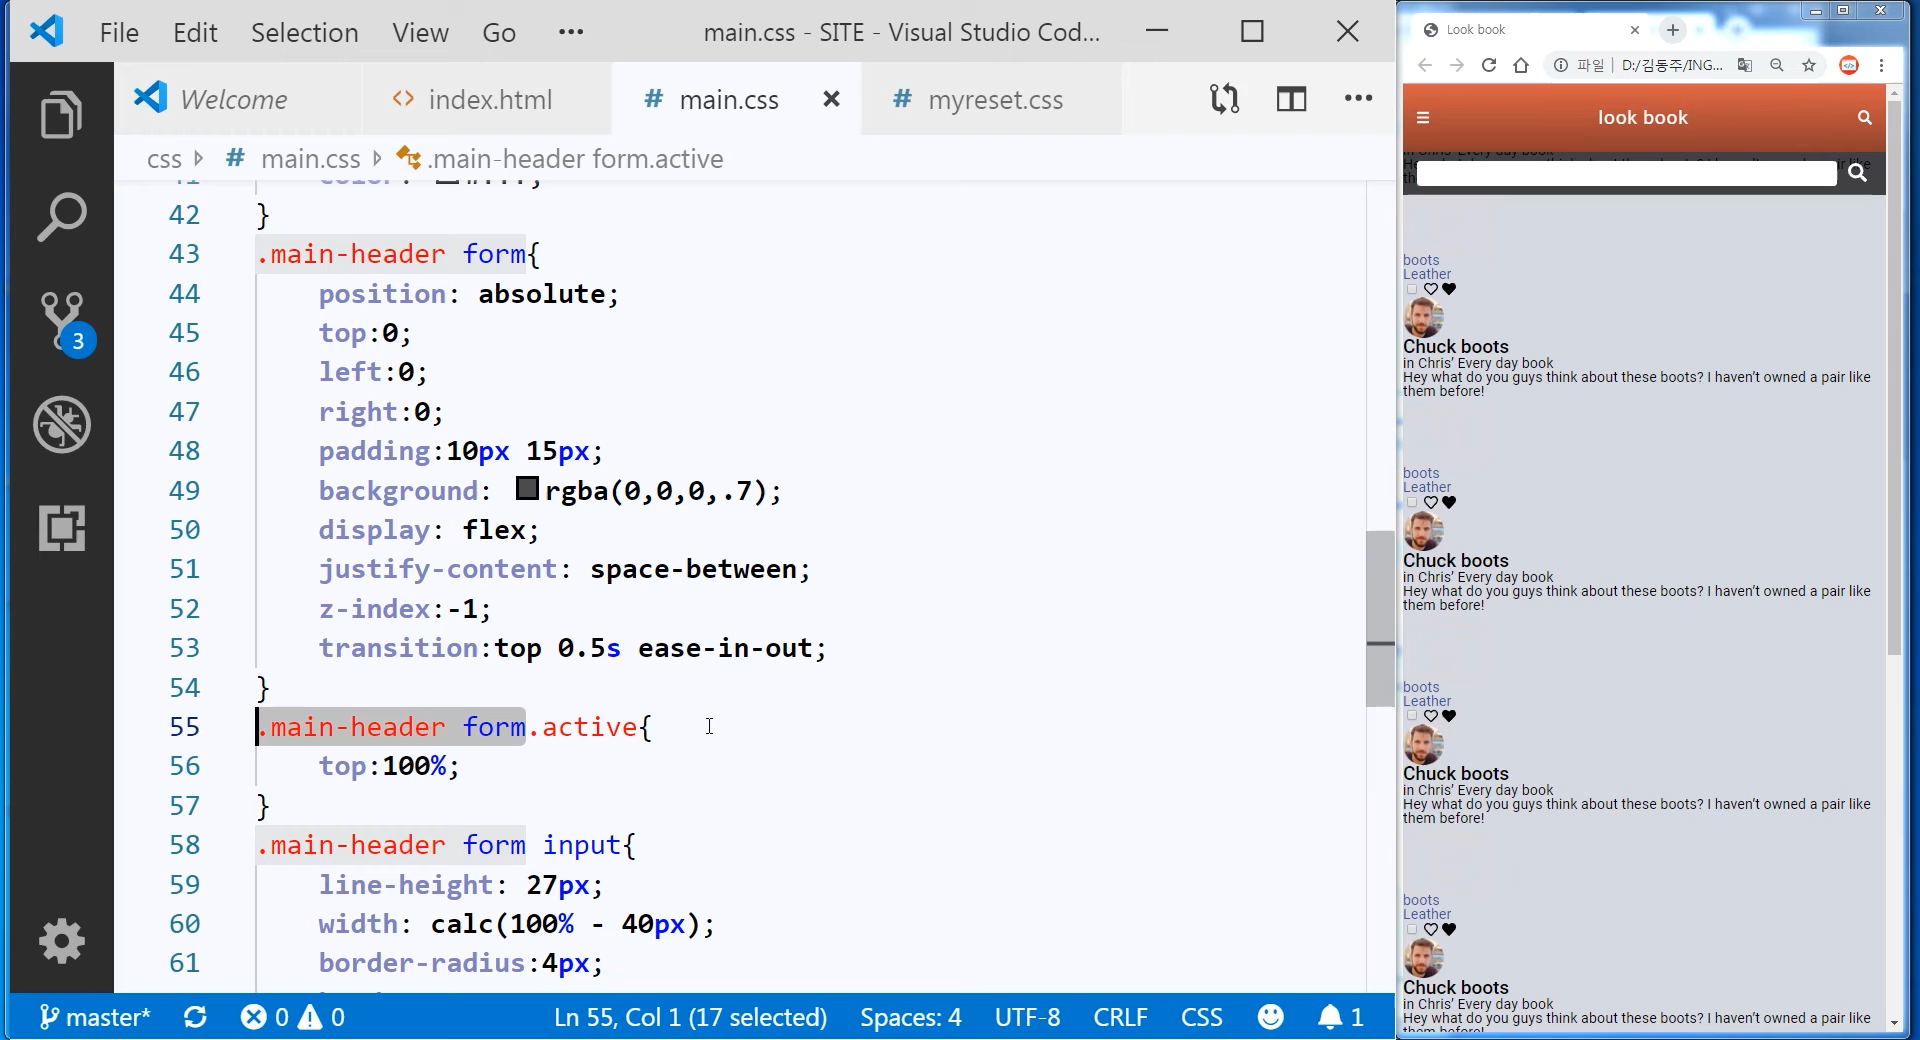 File Edit Selection View Go ••• main.css - SITE - Visual Studio Cod...
Welcome <> index.html # main.css # myreset.css •••
css # main.css .main-header form.active
42 }
43 .main-header form{
44 position: absolute;
45 top:0;
46 left:0;
47 right:0;
48 padding:10px 15px;
49 background: rgba(0,0,0,.7);
50 display: flex;
51 justify-content: space-between;
52 z-index:-1;
53 transition:top 0.5s ease-in-out;
54 }
55 .main-header form.active{
56 top:100%;
57 }
58 .main-header form input{
59 line-height: 27px;
60 width: calc(100% - 40px);
61 border-radius:4px;
3
master* 0 0 Ln 55, Col 1 (17 selected) Spaces: 4 UTF-8 CRLF CSS 1
Look book
파일 | D:/김동주/ING...
look book
boots
Leather
Chuck boots
in Chris' Every day book
Hey what do you guys think about these boots? I haven't owned a pair like
them before!
boots
Leather
Chuck boots
in Chris' Every day book
Hey what do you guys think about these boots? I haven't owned a pair like
them before!
boots
Leather
Chuck boots
in Chris' Every day book
Hey what do you guys think about these boots? I haven't owned a pair like
them before!
boots
Leather
Chuck boots
in Chris' Every day book
Hey what do you guys think about these boots? I haven't owned a pair like